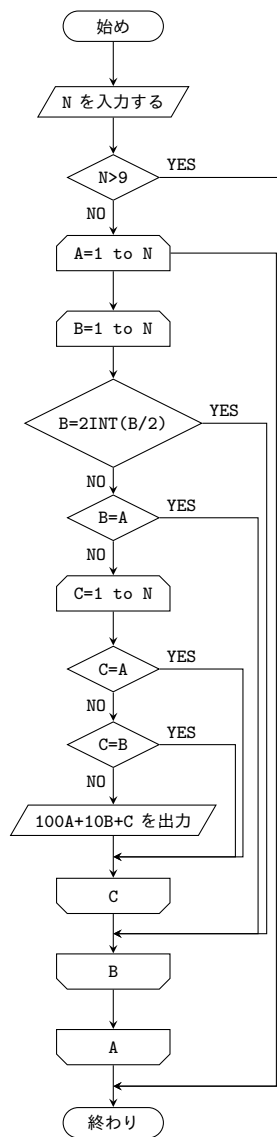 始め
N を入力する
N>9
YES
NO
A=1 to N
B=1 to N
B=2INT(B/2)
YES
NO
B=A
YES
NO
C=1 to N
C=A
YES
NO
C=B
YES
NO
100A+10B+C を出力
C
B
A
終わり